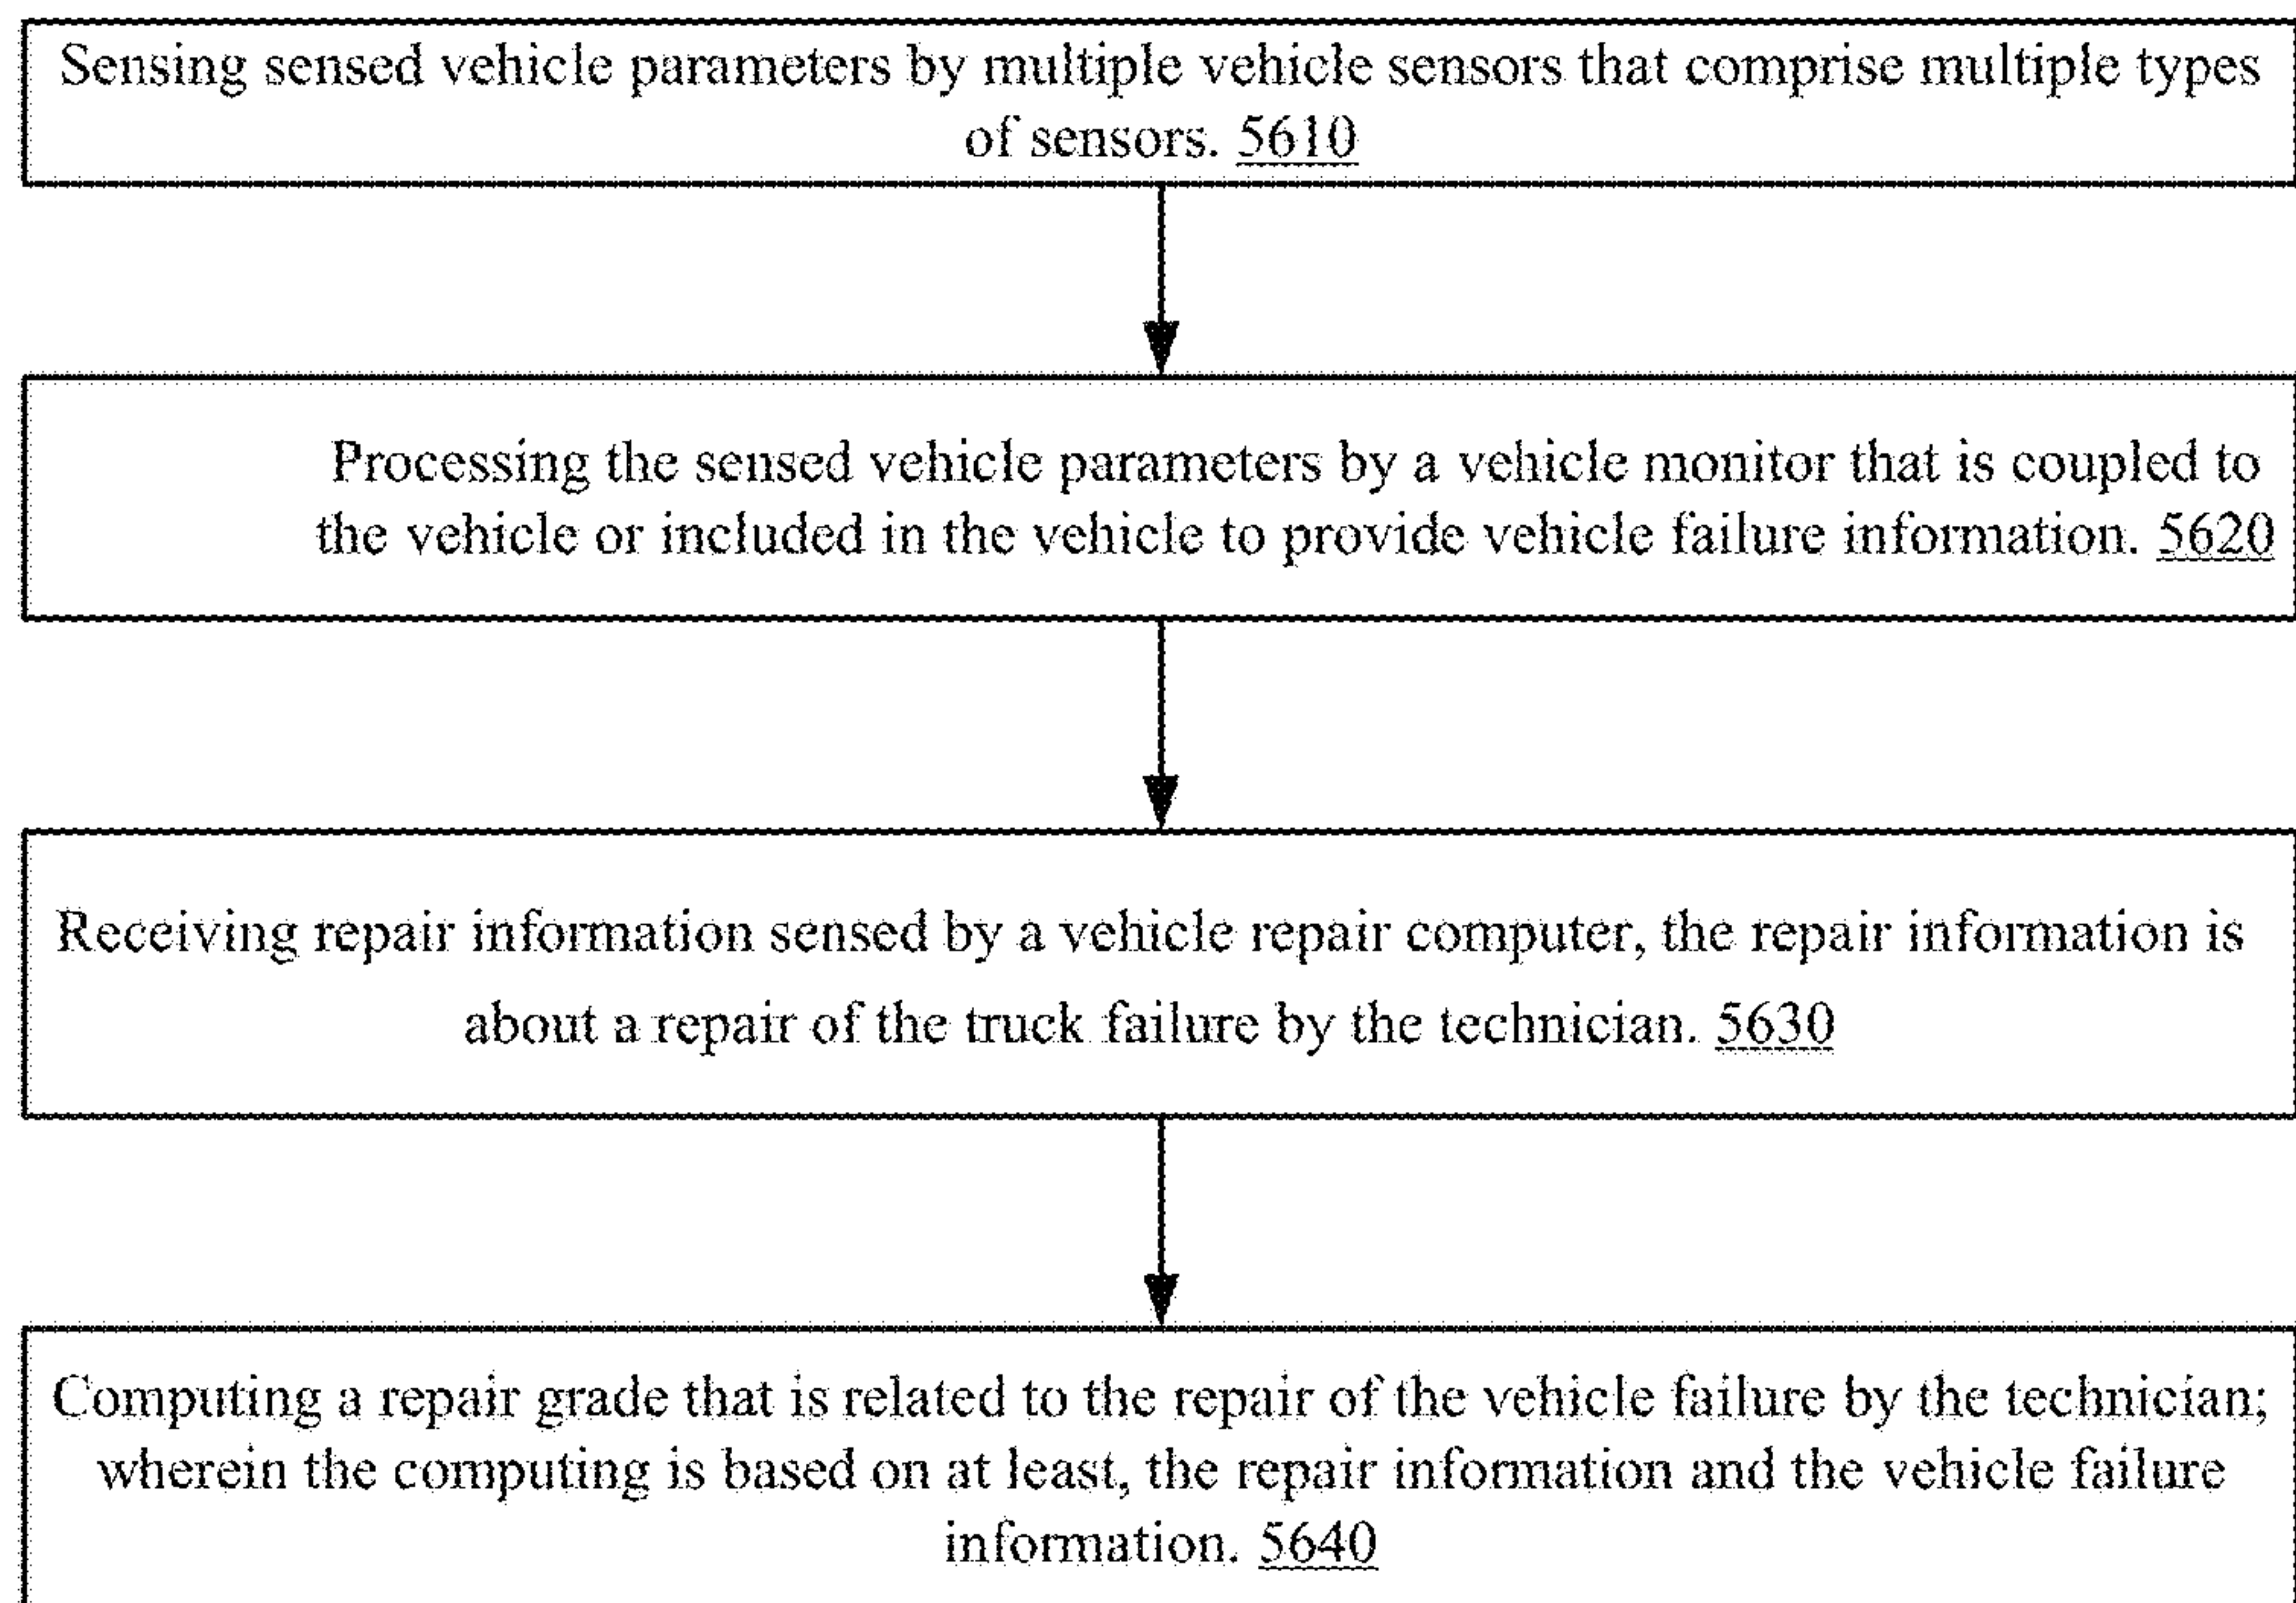 Sensing sensed vehicle parameters by multiple vehicle sensors that comprise multiple types
of sensors. 5610
Processing the sensed vehicle parameters by a vehicle monitor that is coupled to
the vehicle or included in the vehicle to provide vehicle failure information. 5620
Receiving repair information sensed by a vehicle repair computer, the repair information is
about a repair of the truck failure by the technician. 5630
Computing a repair grade that is related to the repair of the vehicle failure by the technician;
wherein the computing is based on at least, the repair information and the vehicle failure
information. 5640